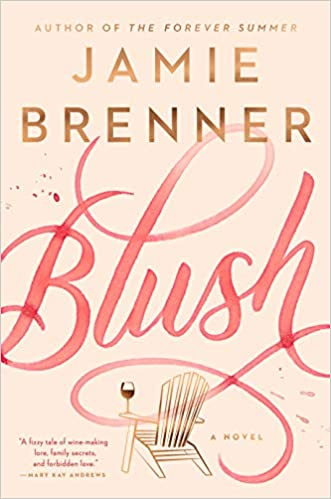 AUTHOR OF THE FOREVER SUMMER
JAMIE
BRENNER
Blush
A NOVEL
"A fizzy tale of wine-making
lore, family secrets,
and forbidden love."
—MARY KAY ANDREWS